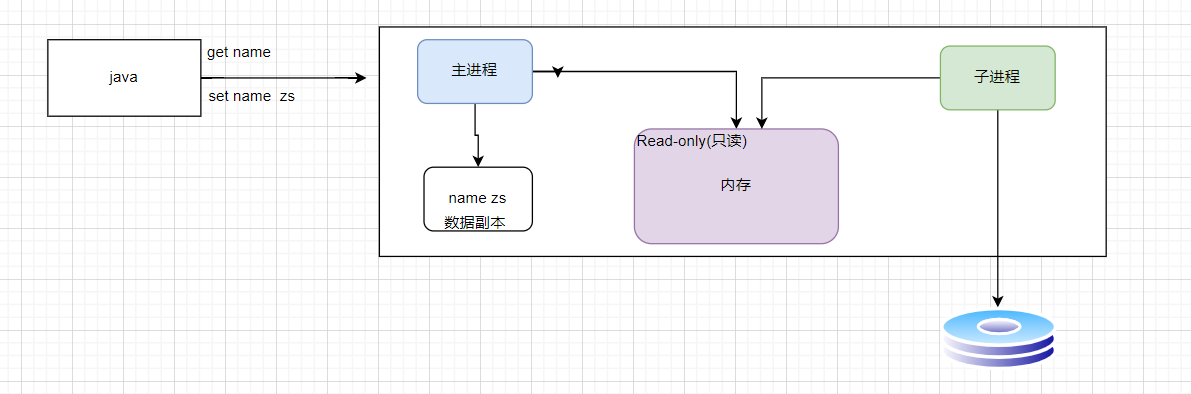 get name
java
set name  zs
主进程
子进程
Read-only(只读)
内存
name zs
数据副本